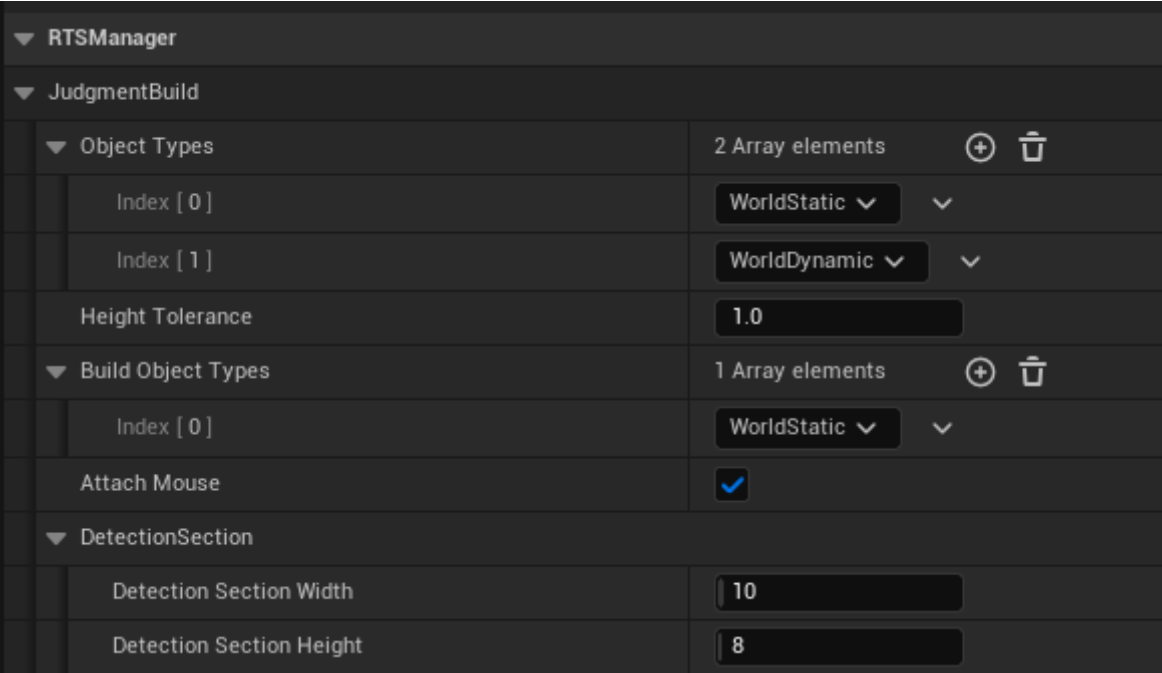 RTSManager
JudgmentBuild
Object Types 2 Array elements
Index [ 0 ] WorldStatic
Index [ 1 ] WorldDynamic
Height Tolerance 1.0
Build Object Types 1 Array elements
Index [ 0 ] WorldStatic
Attach Mouse
DetectionSection
Detection Section Width 10
Detection Section Height 8